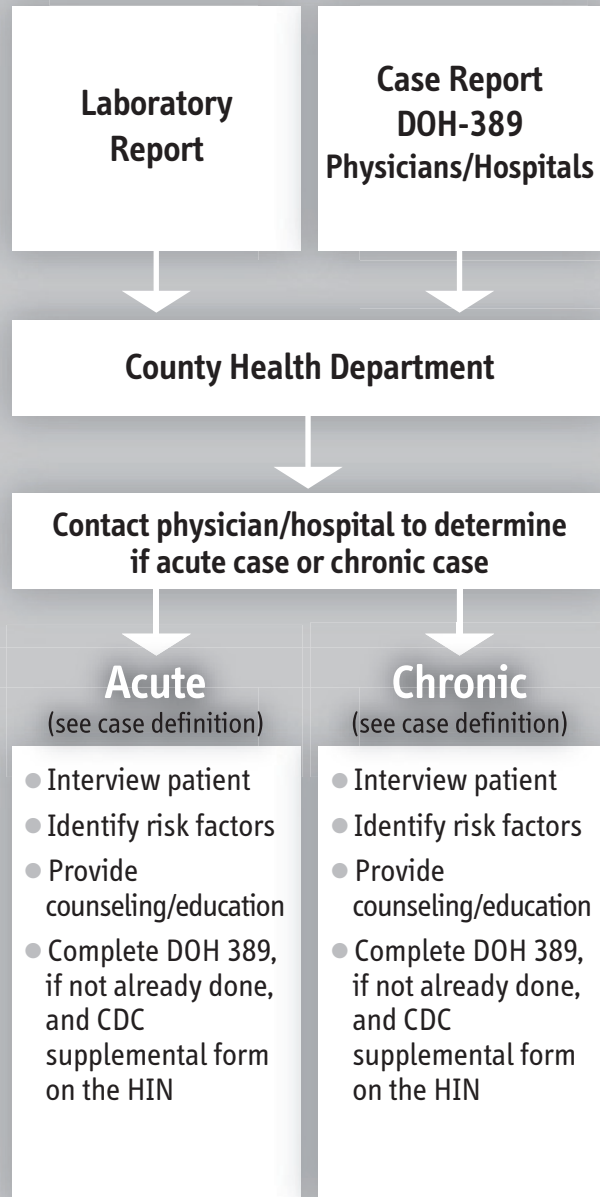 Laboratory
Report
Case Report
DOH-389
Physicians/Hospitals
County Health Department
Contact physician/hospital to determine
if acute case or chronic case
Acute
(see case definition)
● Interview patient
● Identify risk factors
● Provide
counseling/education
● Complete DOH 389,
if not already done,
and CDC
supplemental form
on the HIN
Chronic
(see case definition)
● Interview patient
● Identify risk factors
● Provide
counseling/education
● Complete DOH 389,
if not already done,
and CDC
supplemental form
on the HIN